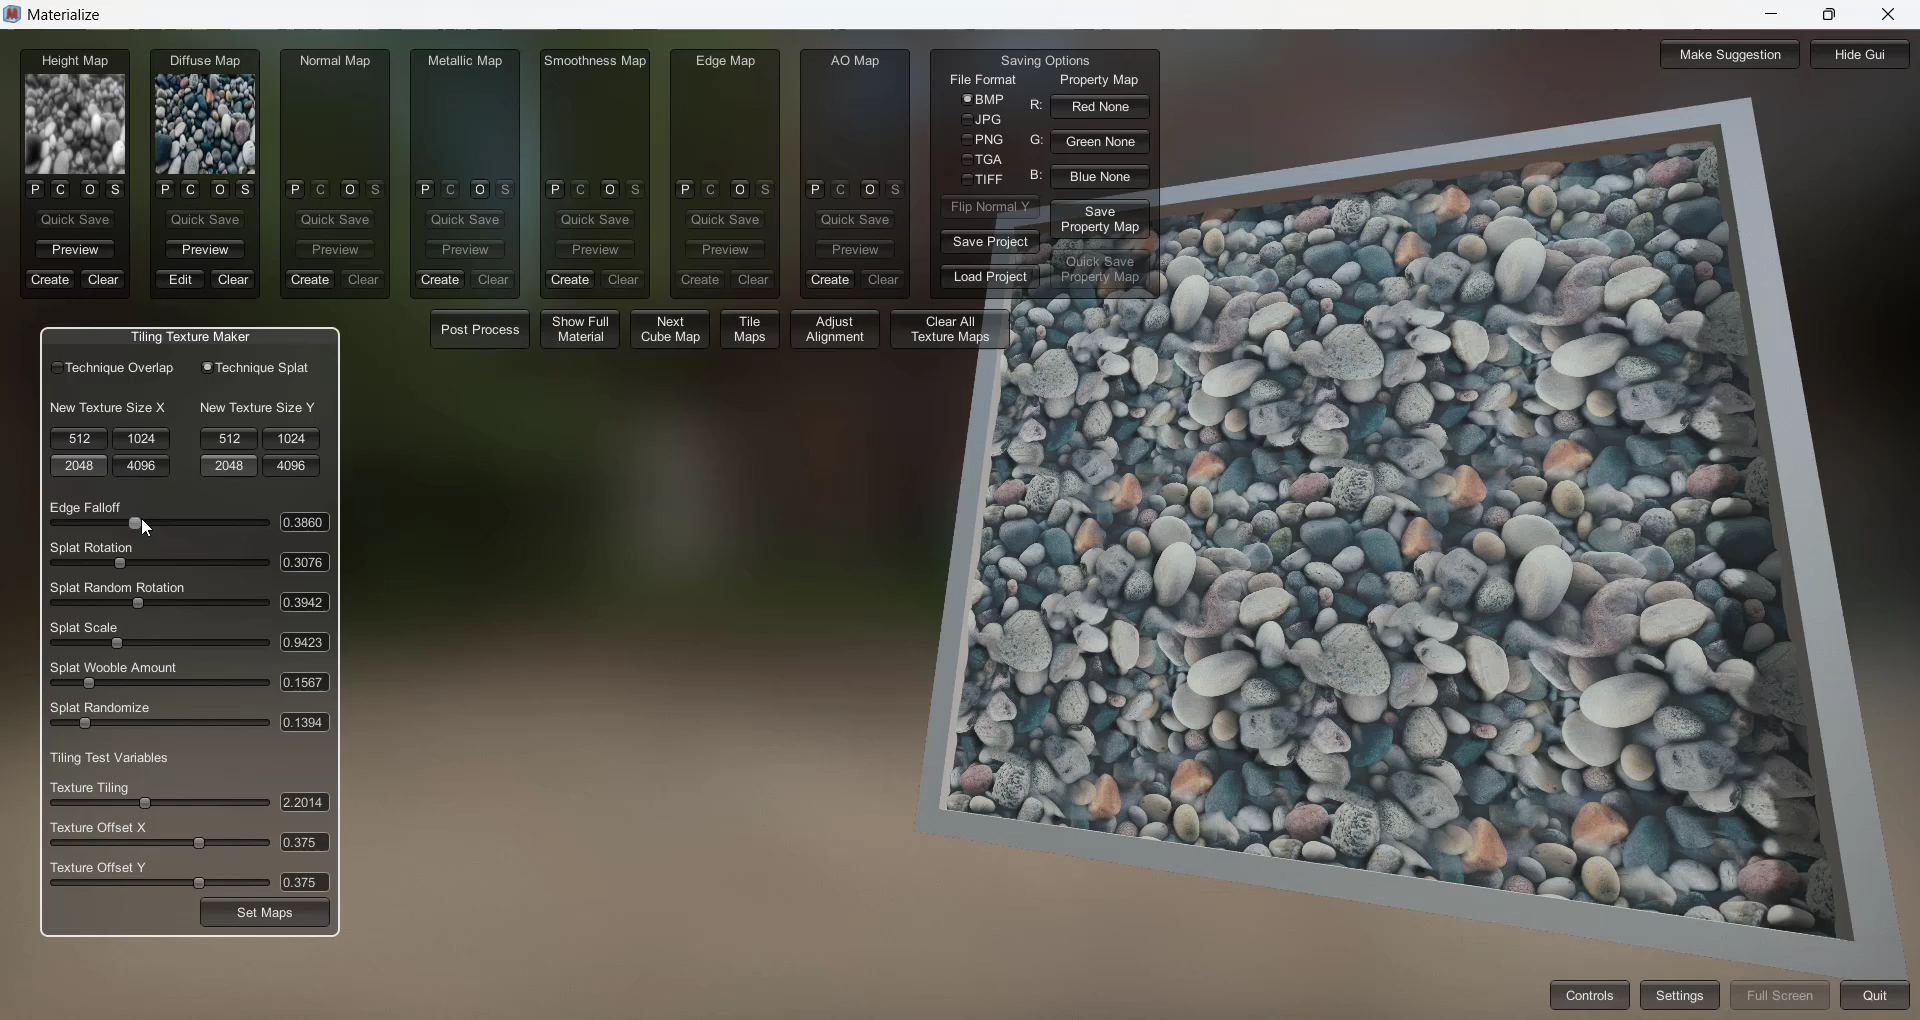 Materialize
Make Suggestion
Hide Gui
Height Map
P C O S
Quick Save
Preview
Create Clear
Diffuse Map
P C O S
Quick Save
Preview
Edit Clear
Normal Map
P C O S
Quick Save
Preview
Create Clear
Metallic Map
P C O S
Quick Save
Preview
Create Clear
Smoothness Map
P C O S
Quick Save
Preview
Create Clear
Edge Map
P C O S
Quick Save
Preview
Create Clear
AO Map
P C O S
Quick Save
Preview
Create Clear
Saving Options
File Format
BMP
JPG
PNG
TGA
TIFF
Flip Normal Y
Save Project
Load Project
Property Map
R: Red None
G: Green None
B: Blue None
Save
Property Map
Quick Save
Property Map
Post Process
Show Full
Material
Next
Cube Map
Tile
Maps
Adjust
Alignment
Clear All
Texture Maps
Tiling Texture Maker
Technique Overlap Technique Splat
New Texture Size X New Texture Size Y
512 1024 512 1024
2048 4096 2048 4096
Edge Falloff
0.3860
Splat Rotation
0.3076
Splat Random Rotation
0.3942
Splat Scale
0.9423
Splat Wooble Amount
0.1567
Splat Randomize
0.1394
Tiling Test Variables
Texture Tiling
2.2014
Texture Offset X
0.375
Texture Offset Y
0.375
Set Maps
Controls
Settings
Full Screen
Quit